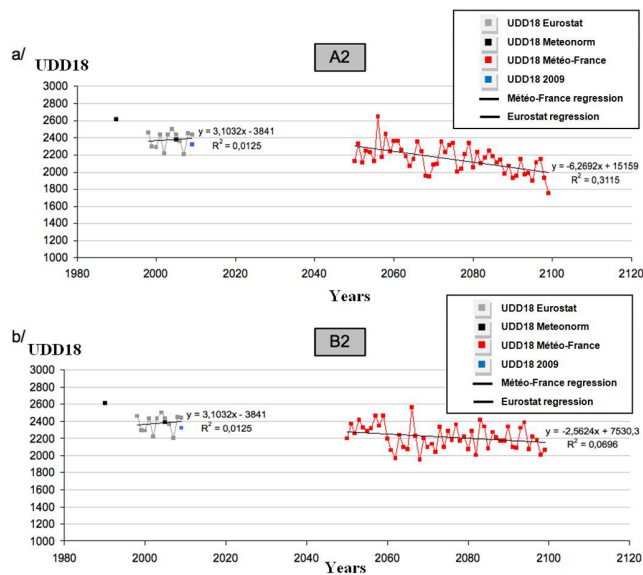 a/
UDD18
A2
UDD18 Eurostat
UDD18 Meteonorm
UDD18 Météo-France
UDD18 2009
Météo-France regression
Eurostat regression
3000
2800
2600
2400
2200
2000
1800
1600
1400
1200
1000
y = 3,1032x - 3841
R² = 0,0125
y = -6,2692x + 15159
R² = 0,3115
1980
2000
2020
2040
2060
2080
2100
2120
Years
b/
UDD18
B2
UDD18 Eurostat
UDD18 Meteonorm
UDD18 Météo-France
UDD18 2009
Météo-France regression
Eurostat regression
3000
2800
2600
2400
2200
2000
1800
1600
1400
1200
1000
y = 3,1032x - 3841
R² = 0,0125
y = -2,5624x + 7530,3
R² = 0,0696
1980
2000
2020
2040
2060
2080
2100
2120
Years